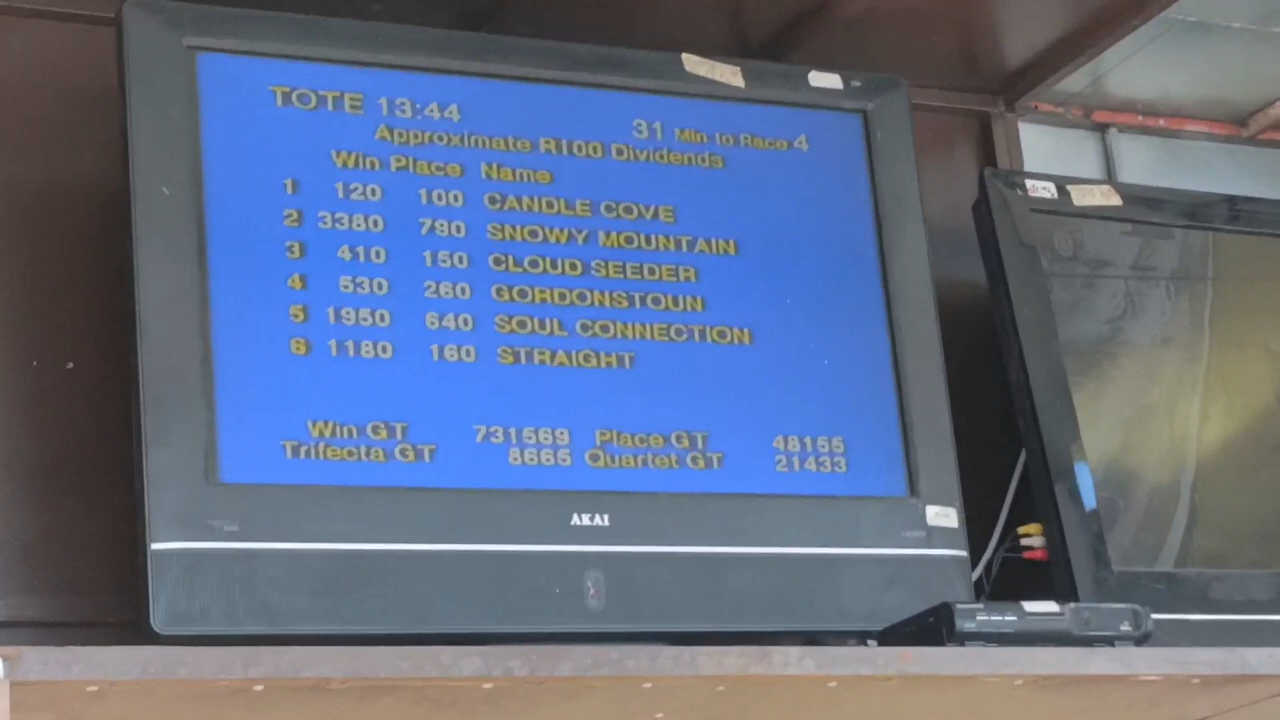 TOTE 13:44
31 Min to Race 4
Approximate R100 Dividends
Win Place Name
1 120 100 CANDLE COVE
2 3380 790 SNOWY MOUNTAIN
3 410 150 CLOUD SEEDER
4 530 260 GORDONSTOUN
5 1950 640 SOUL CONNECTION
6 1180 160 STRAIGHT
Win GT 731569 Place GT 48155
Trifecta GT 8665 Quartet GT 21433
AKAI